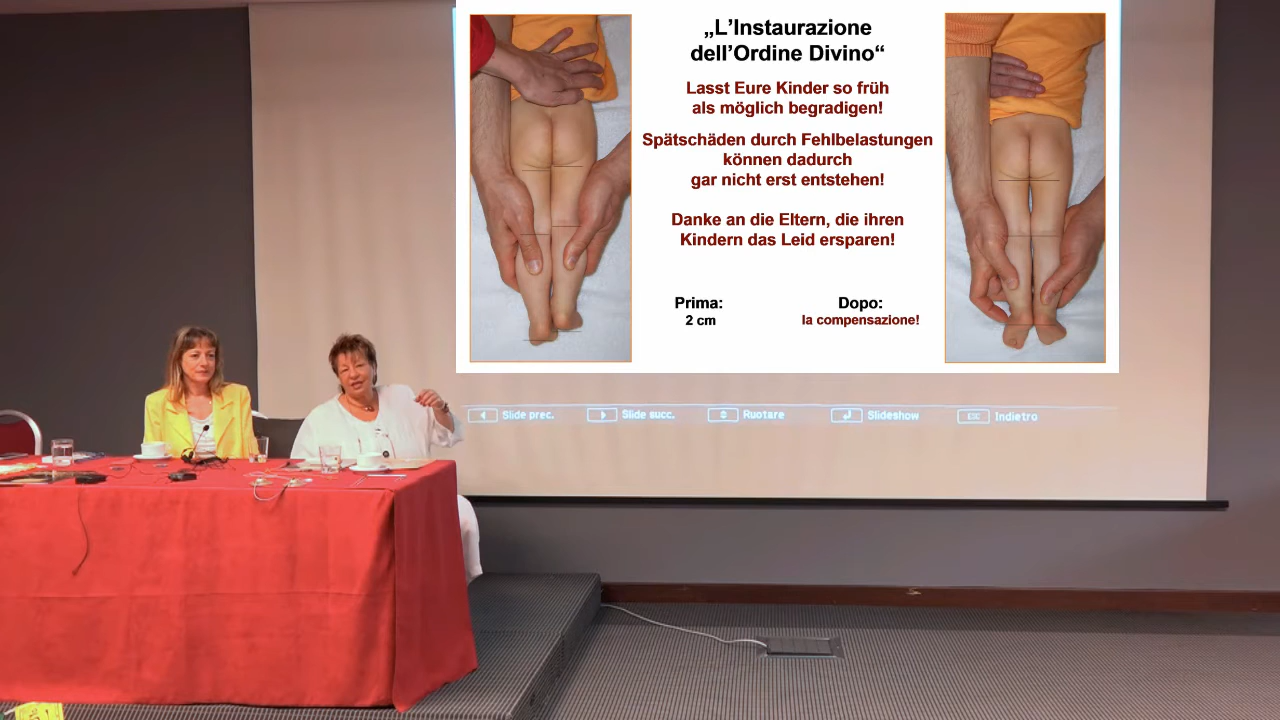 „L’Instaurazione
dell’Ordine Divino“
Lasst Eure Kinder so früh
als möglich begradigen!
Spätschäden durch Fehlbelastungen
können dadurch
gar nicht erst entstehen!
Danke an die Eltern, die ihren
Kindern das Leid ersparen!
Prima:
2 cm
Dopo:
la compensazione!
Slide prec.
Slide succ.
Ruotare
Slideshow
ESC Indietro